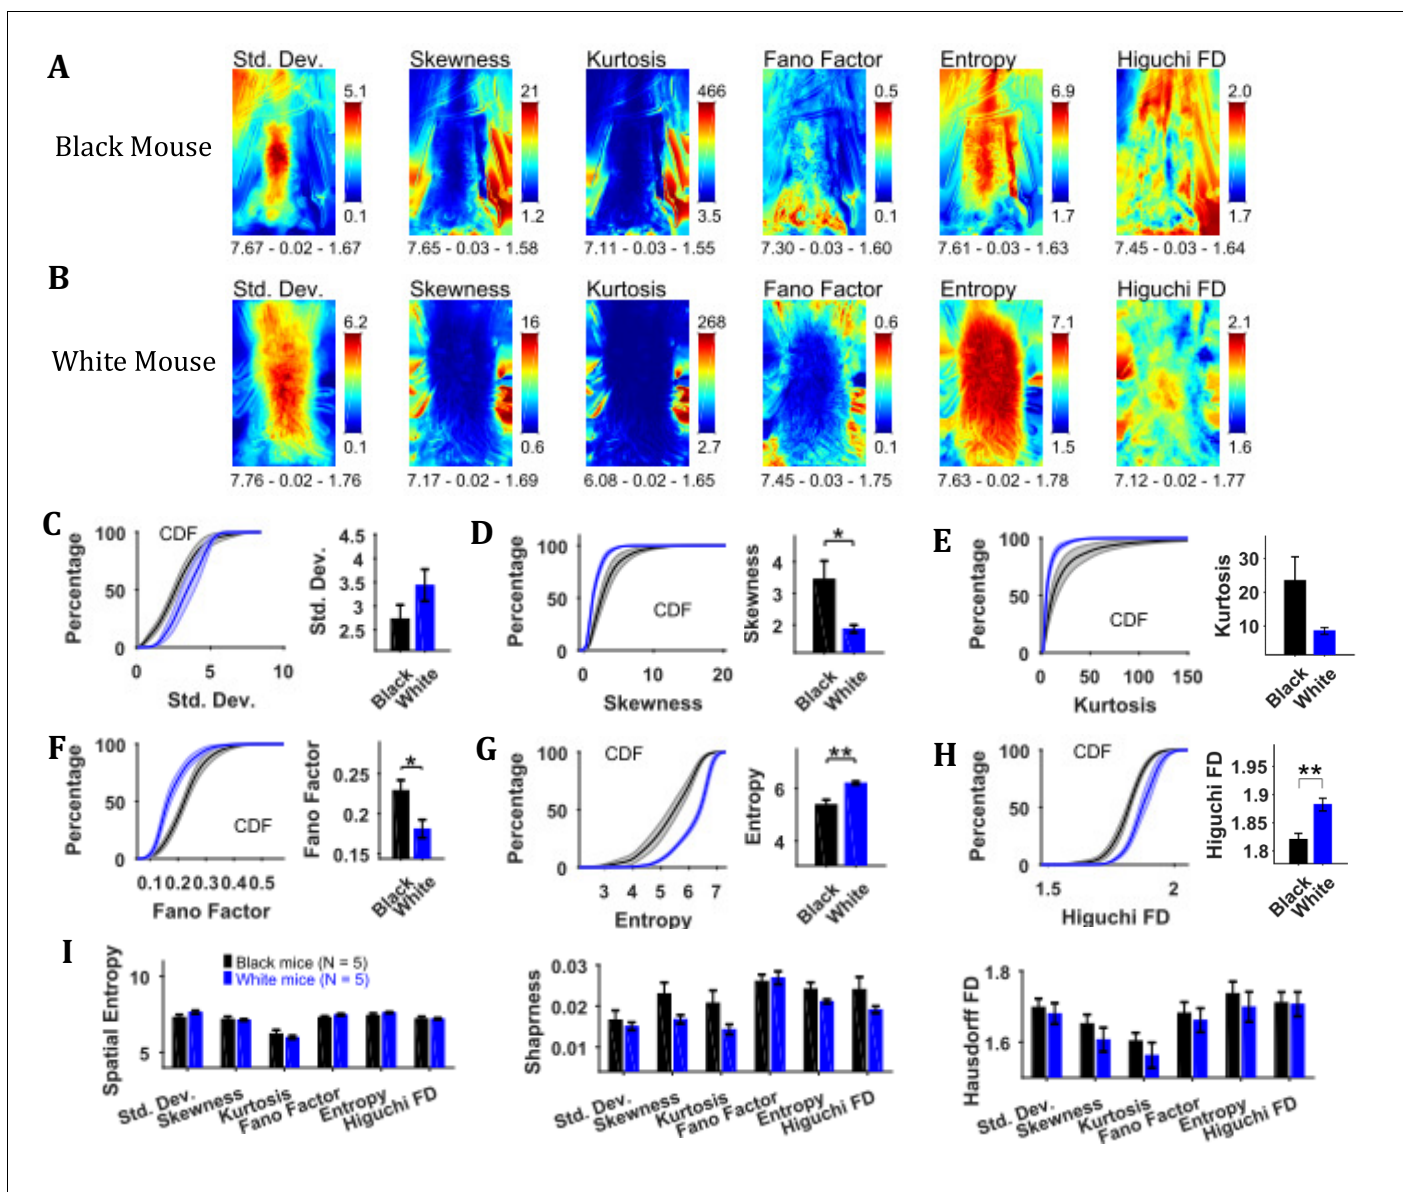 A
Std. Dev. Skewness Kurtosis Fano Factor Entropy Higuchi FD
Black Mouse
5.1 21 466 0.5 6.9 2.0
0.1 1.2 3.5 0.1 1.7 1.7
7.67 - 0.02 - 1.67 7.65 - 0.03 - 1.58 7.11 - 0.03 - 1.55 7.30 - 0.03 - 1.60 7.61 - 0.03 - 1.63 7.45 - 0.03 - 1.64
B
Std. Dev. Skewness Kurtosis Fano Factor Entropy Higuchi FD
White Mouse
6.2 16 268 0.6 7.1 2.1
0.1 0.6 2.7 0.1 1.5 1.6
7.76 - 0.02 - 1.76 7.17 - 0.02 - 1.69 6.08 - 0.02 - 1.65 7.45 - 0.03 - 1.75 7.63 - 0.02 - 1.78 7.12 - 0.02 - 1.77
C
Percentage
100
50
0
CDF
0 5 10
Std. Dev.
Std. Dev.
4.5
4
3.5
3
2.5
Black
White
D
Percentage
100
50
0
CDF
0 10 20
Skewness
Skewness
4
2
*
Black
White
E
Percentage
100
50
0
CDF
0 50 100 150
Kurtosis
Kurtosis
30
20
10
Black
White
F
Percentage
100
50
0
CDF
0.1 0.2 0.3 0.4 0.5
Fano Factor
Fano Factor
0.25
0.2
0.15
*
Black
White
G
Percentage
100
50
0
CDF
3 4 5 6 7
Entropy
Entropy
6
4
**
Black
White
H
Percentage
100
50
0
CDF
1.5 2
Higuchi FD
Higuchi FD
1.95
1.9
1.85
1.8
**
Black
White
I
Spatial Entropy
10
5
Black mice (N = 5)
White mice (N = 5)
Std. Dev.
Skewness
Kurtosis
Fano Factor
Entropy
Higuchi FD
Shaprness
0.03
0.02
0.01
Std. Dev.
Skewness
Kurtosis
Fano Factor
Entropy
Higuchi FD
Hausdorff FD
1.8
1.6
Std. Dev.
Skewness
Kurtosis
Fano Factor
Entropy
Higuchi FD